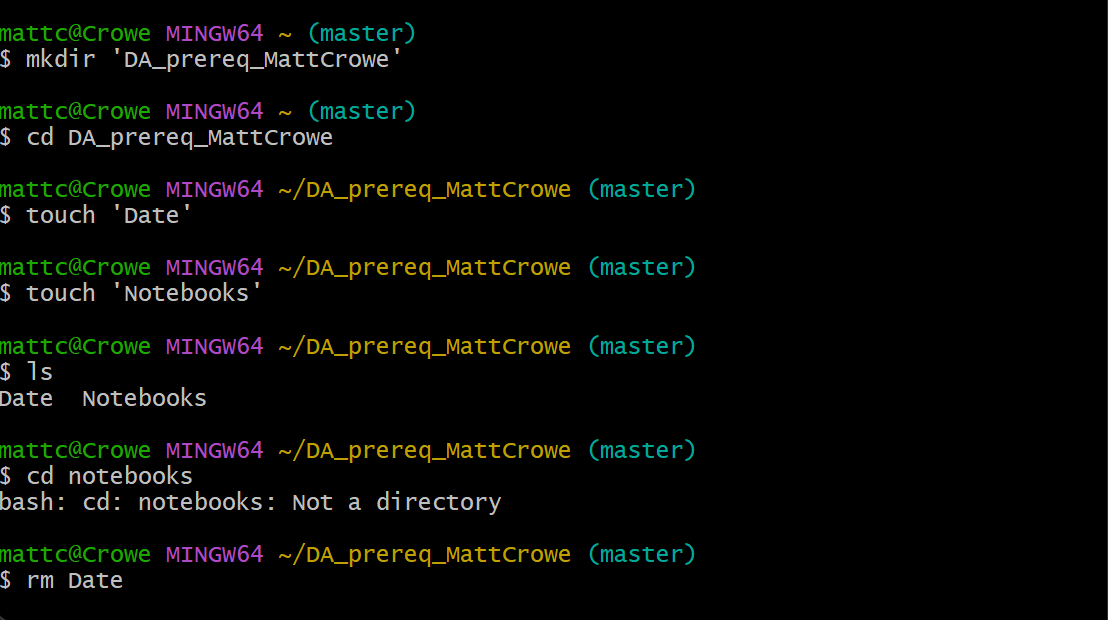 mattc@Crowe MINGW64 ~ (master)
$ mkdir 'DA_prereq_MattCrowe'
mattc@Crowe MINGW64 ~ (master)
$ cd DA_prereq_MattCrowe
mattc@Crowe MINGW64 ~/DA_prereq_MattCrowe (master)
$ touch 'Date'
mattc@Crowe MINGW64 ~/DA_prereq_MattCrowe (master)
$ touch 'Notebooks'
mattc@Crowe MINGW64 ~/DA_prereq_MattCrowe (master)
$ ls
Date  Notebooks
mattc@Crowe MINGW64 ~/DA_prereq_MattCrowe (master)
$ cd notebooks
bash: cd: notebooks: Not a directory
mattc@Crowe MINGW64 ~/DA_prereq_MattCrowe (master)
$ rm Date